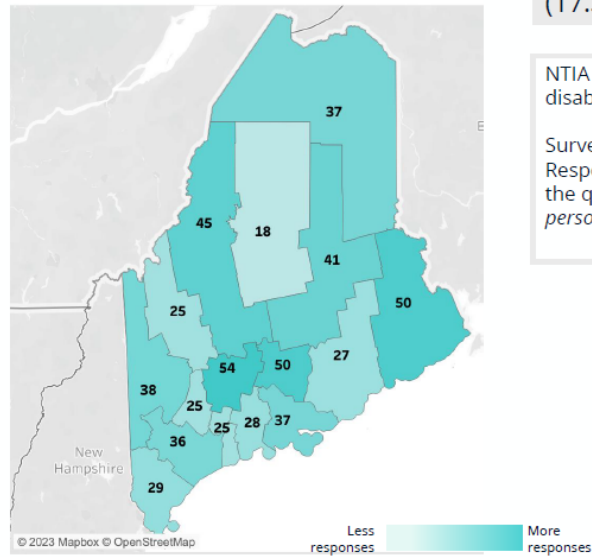 (17.
NTIA
disab
Surve
Respo
the q
perso
37
45
18
41
25
50
54
50
27
38
25
36
25
28
37
29
New
Hampshire
E
© 2023 Mapbox © OpenStreetMap
Less
responses
More
responses